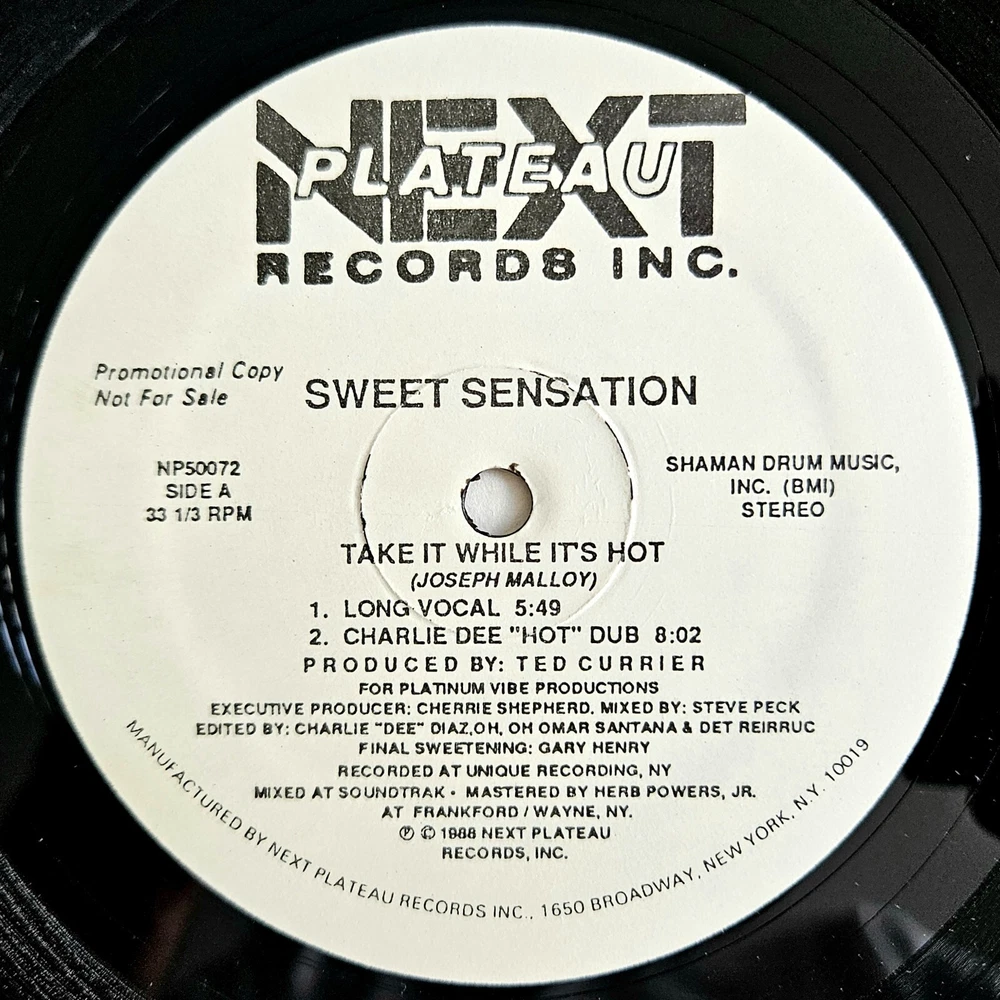 NEXT
PLATEAU
RECORDS INC.
Promotional Copy
Not For Sale
SWEET SENSATION
NP50072
SIDE A
33 1/3 RPM
SHAMAN DRUM MUSIC,
INC. (BMI)
STEREO
TAKE IT WHILE IT'S HOT
(JOSEPH MALLOY)
1. LONG VOCAL 5:49
2. CHARLIE DEE "HOT" DUB 8:02
PRODUCED BY: TED CURRIER
FOR PLATINUM VIBE PRODUCTIONS
EXECUTIVE PRODUCER: CHERRIE SHEPHERD. MIXED BY: STEVE PECK
EDITED BY: CHARLIE "DEE" DIAZ,OH, OH OMAR SANTANA & DET REIRRUC
FINAL SWEETENING: GARY HENRY
RECORDED AT UNIQUE RECORDING, NY
MIXED AT SOUNDTRAK • MASTERED BY HERB POWERS, JR.
AT FRANKFORD / WAYNE, NY.
℗ © 1988 NEXT PLATEAU
RECORDS, INC.
MANUFACTURED BY NEXT PLATEAU RECORDS INC., 1650 BROADWAY, NEW YORK, N.Y. 10019